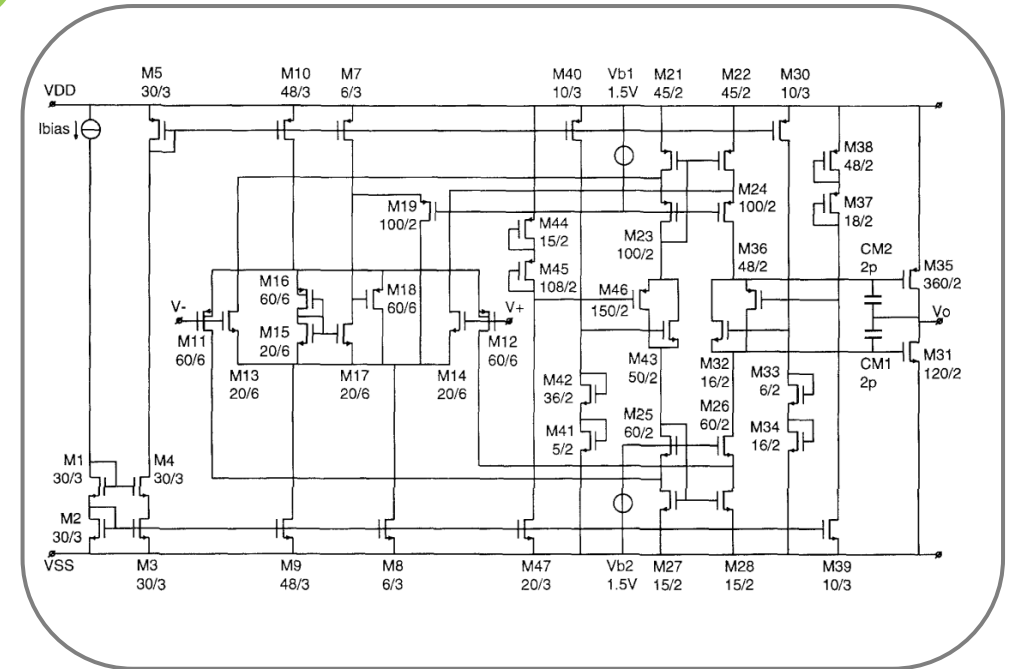 M5
30/3
M10
48/3
M7
6/3
M40
10/3
Vb1
1.5V
M21
45/2
M22
45/2
M30
10/3
VDD
Ibias
M38
48/2
M37
18/2
M19
100/2
M24
100/2
M44
15/2
M23
100/2
M45
108/2
M36
48/2
CM2
2p
M35
360/2
M16
60/6
M18
60/6
M46
150/2
V-
V+
Vo
M15
20/6
M11
60/6
M12
60/6
M13
20/6
M17
20/6
M14
20/6
M43
50/2
M32
16/2
M33
6/2
CM1
2p
M31
120/2
M42
36/2
M25
60/2
M26
60/2
M34
16/2
M41
5/2
M1
30/3
M4
30/3
M2
30/3
VSS
M3
30/3
M9
48/3
M8
6/3
M47
20/3
Vb2
1.5V
M27
15/2
M28
15/2
M39
10/3